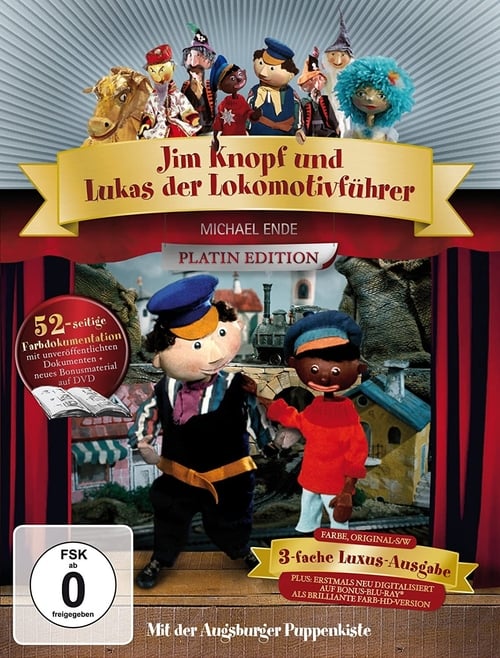 Jim Knopf und
Lukas der Lokomotivführer
MICHAEL ENDE
PLATIN EDITION
52-seitige
Farbdokumentation
mit unveröffentlichten
Dokumenten +
neues Bonusmaterial
auf DVD
FARBE, ORIGINAL-S/W
3-fache Luxus-Ausgabe
PLUS: ERSTMALS NEU DIGITALISIERT
AUF BONUS-BLU-RAY*
ALS BRILLIANTE FARB-HD-VERSION
FSK
ab
0
freigegeben
Mit der Augsburger Puppenkiste